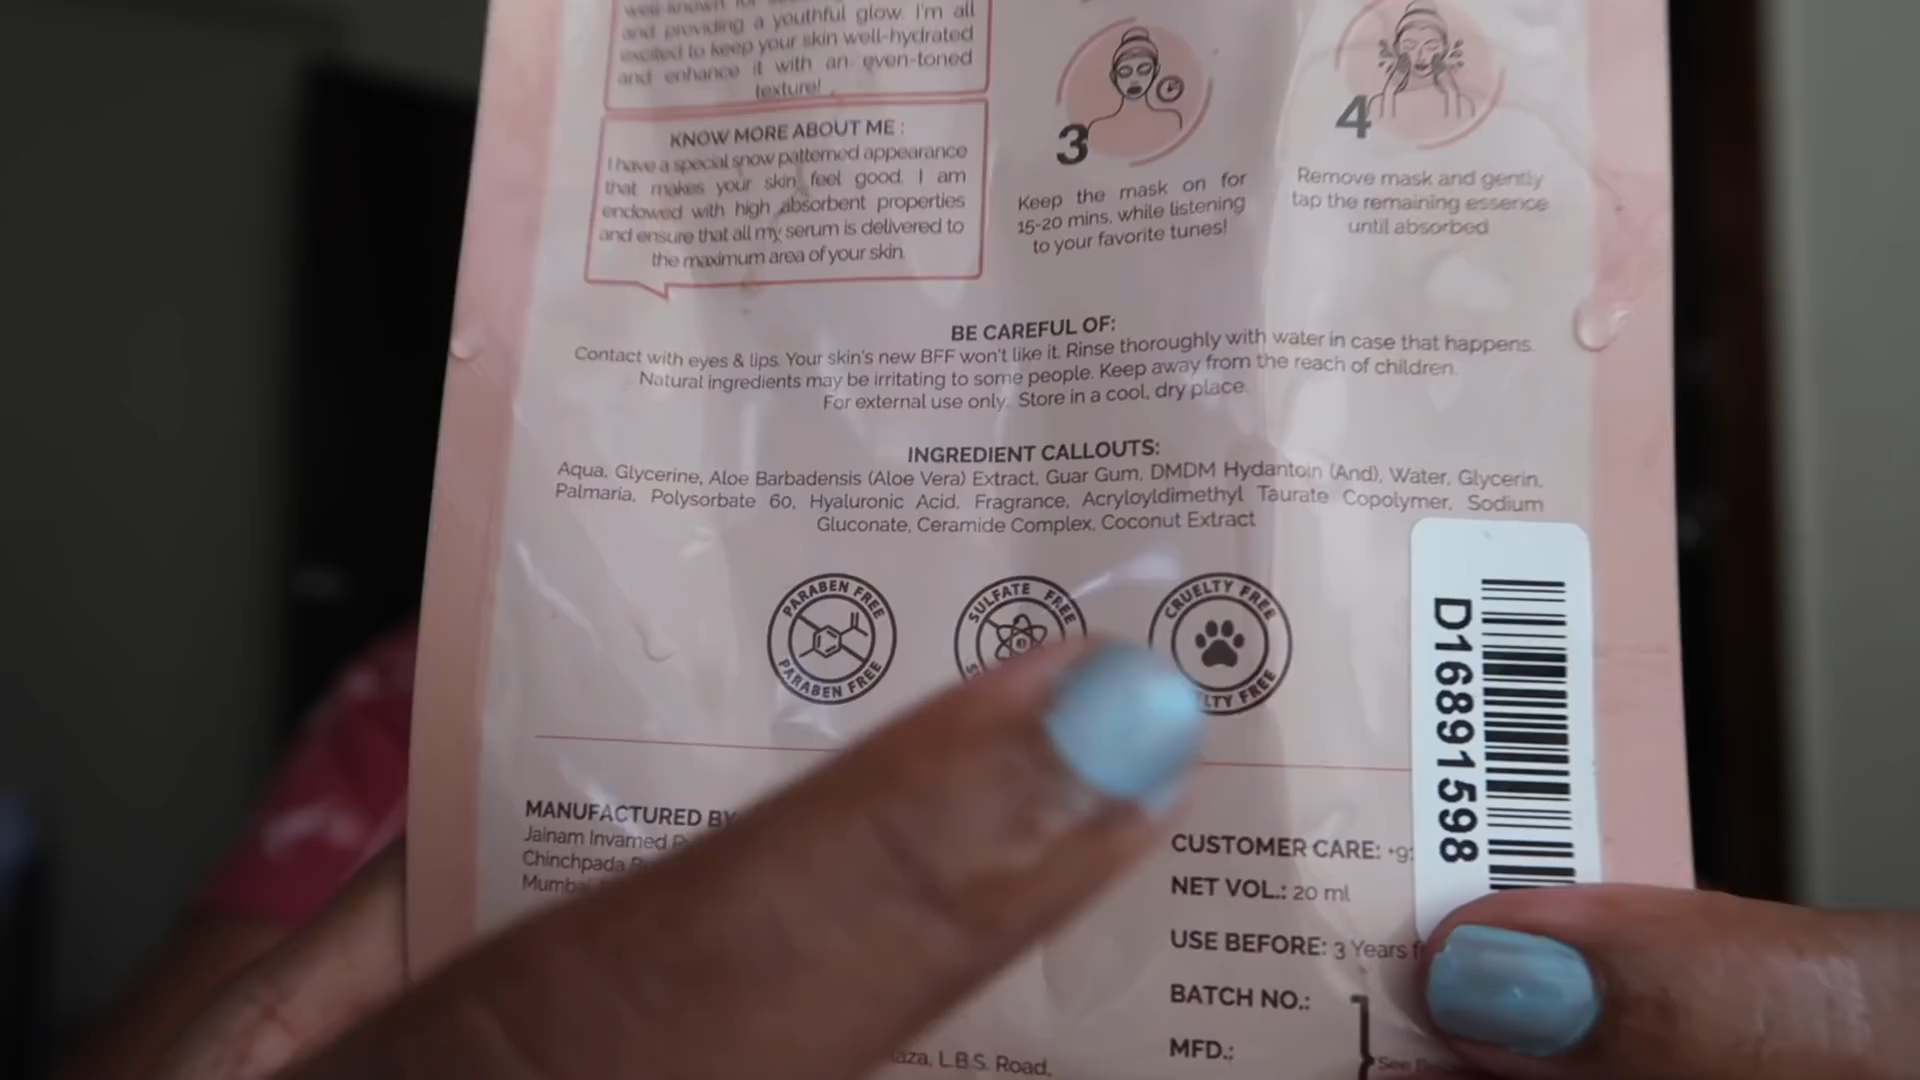 and providing a youthful glow. I'm all
excited to keep your skin well-hydrated
and enhance it with an even-toned
texture!
KNOW MORE ABOUT ME :
I have a special snow patterned appearance
that makes your skin feel good. I am
endowed with high absorbent properties
and ensure that all my serum is delivered to
the maximum area of your skin.
3
Keep the mask on for
15-20 mins. while listening
to your favorite tunes!
4
Remove mask and gently
tap the remaining essence
until absorbed
BE CAREFUL OF:
Contact with eyes & lips. Your skin's new BFF won't like it. Rinse thoroughly with water in case that happens.
Natural ingredients may be irritating to some people. Keep away from the reach of children.
For external use only. Store in a cool, dry place.
INGREDIENT CALLOUTS:
Aqua, Glycerine, Aloe Barbadensis (Aloe Vera) Extract, Guar Gum, DMDM Hydantoin (And), Water, Glycerin,
Palmaria, Polysorbate 60, Hyaluronic Acid, Fragrance, Acryloyldimethyl Taurate Copolymer, Sodium
Gluconate, Ceramide Complex, Coconut Extract
PARABEN FREE
PARABEN FREE
SULFATE FREE
CRUELTY FREE
LTY FREE
D16891598
MANUFACTURED BY
Jainam Invamed
Chinchpada
Mumbai
CUSTOMER CARE: +9
NET VOL.: 20 ml
USE BEFORE: 3 Years
BATCH NO.:
MFD.:
See
aza, L.B.S. Road,